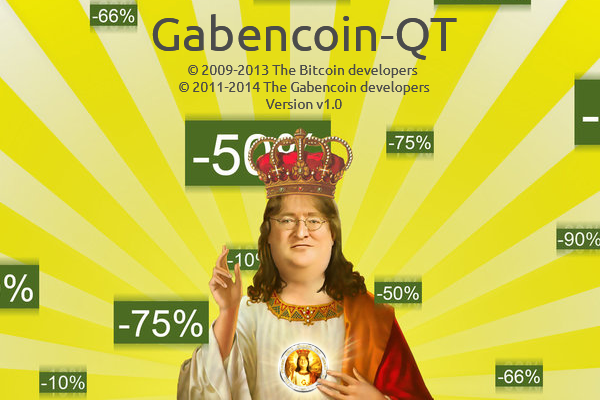 -66%
Gabencoin-QT
© 2009-2013 The Bitcoin developers
© 2011-2014 The Gabencoin developers
Version v1.0
-75%
-90%
-50%
-75%
-10%
-66%